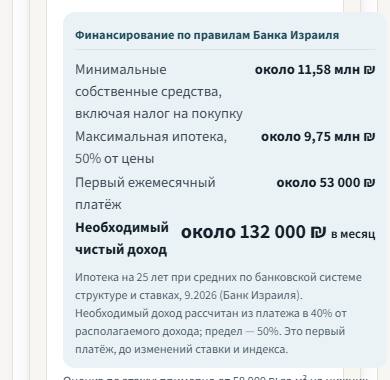 Финансирование по правилам Банка Израиля
Минимальные собственные средства, включая налог на покупку около 11,58 млн ₪
Максимальная ипотека, 50% от цены около 9,75 млн ₪
Первый ежемесячный платёж около 53 000 ₪
Необходимый чистый доход около 132 000 ₪ в месяц
Ипотека на 25 лет при средних по банковской системе
структуре и ставках, 9.2026 (Банк Израиля).
Необходимый доход рассчитан из платежа в 40% от
располагаемого дохода; предел — 50%. Это первый
платёж, до изменений ставки и индекса.